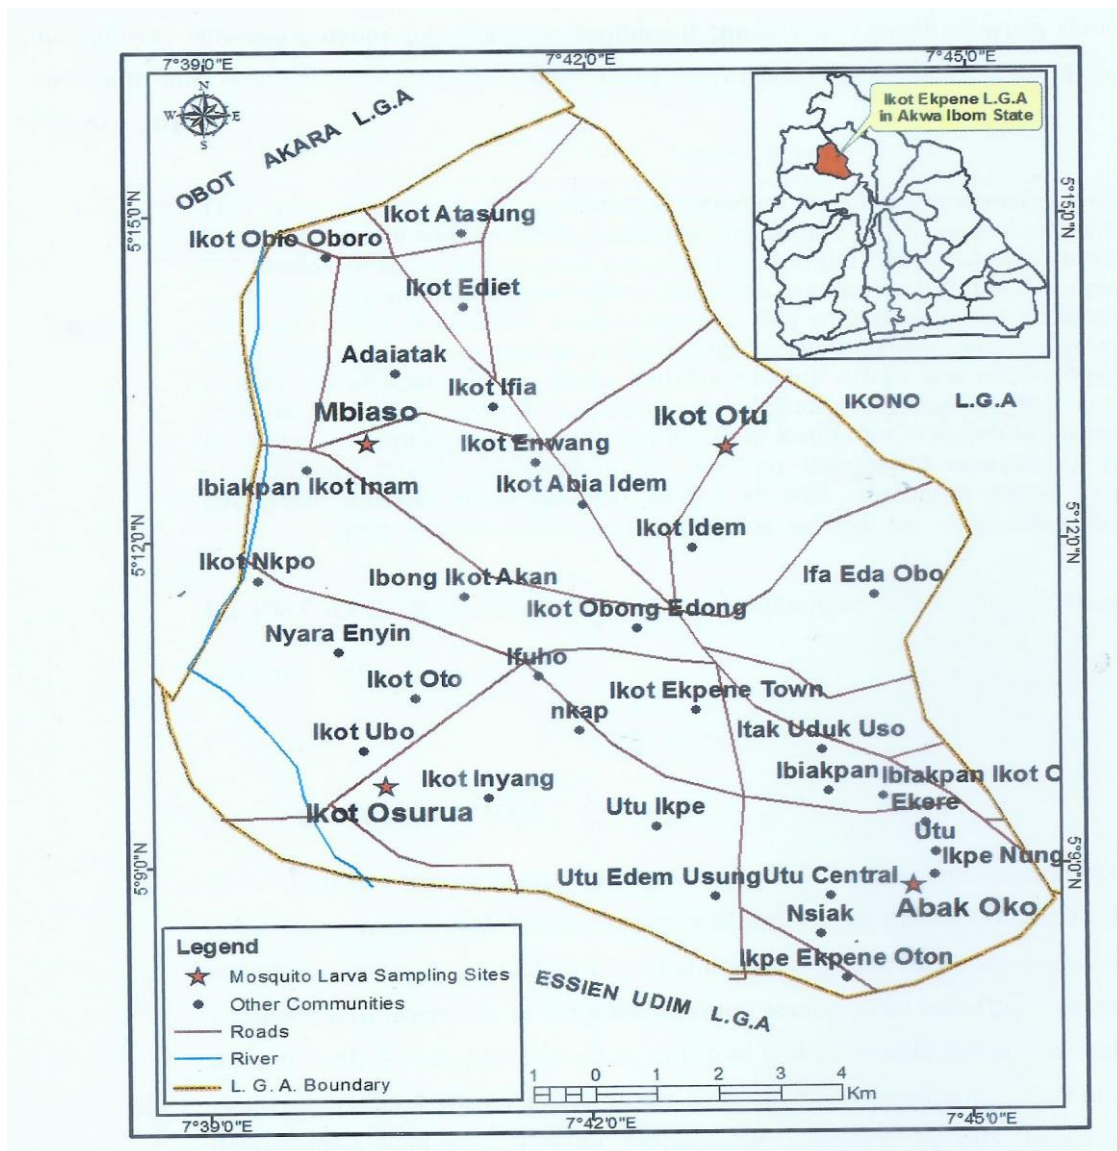 7°39'0"E
7°42'0"E
7°45'0"E
N
W
E
S
Ikot Ekpene L.G.A
in Akwa Ibom State
OBOT AKARA L.G.A
5°15'0"N
5°15'0"N
Ikot Atasung
Ikot Obio Oboro
Ikot Ediet
Adaiatak
Ikot Ifia
IKONO L.G.A
Mbiaso
Ikot Otu
Ikot Enwang
Ibiakpan Ikot Inam
Ikot Abia Idem
Ikot Idem
5°12'0"N
5°12'0"N
Ikot Nkpo
Ibong Ikot Akan
Ifa Eda Obo
Ikot Obong Edong
Nyara Enyin
Ifuho
Ikot Oto
Ikot Ekpene Town
nkap
Ikot Ubo
Itak Uduk Uso
Ikot Inyang
Ibiakpan
Ibiakpan Ikot C
Ikot Osurua
Utu Ikpe
Ekere
Utu
Ikpe Nung
5°9'0"N
5°9'0"N
Utu Edem Usung
Utu Central
Abak Oko
Nsiak
Ikpe Ekpene Oton
ESSIEN UDIM L.G.A
Legend
Mosquito Larva Sampling Sites
Other Communities
Roads
River
L. G. A. Boundary
1 0 1 2 3 4
Km
7°39'0"E
7°42'0"E
7°45'0"E